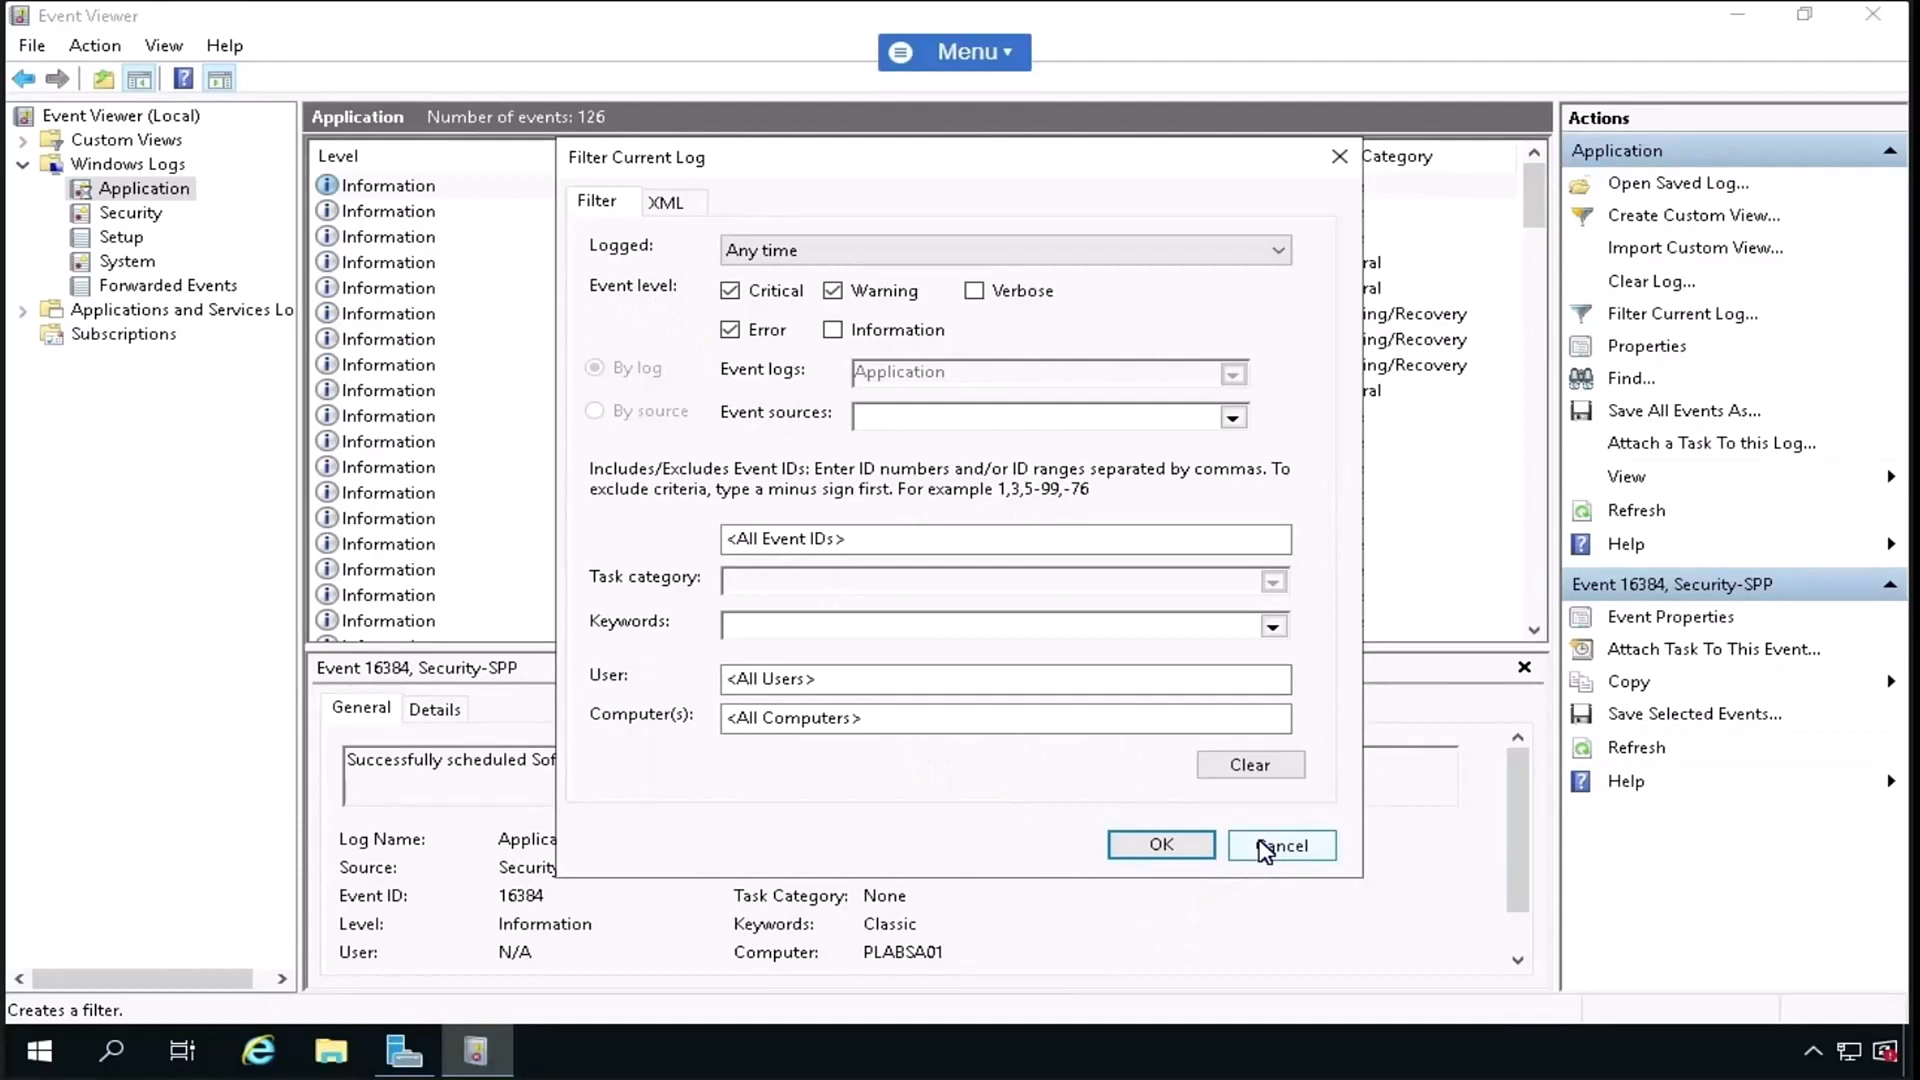 Event Viewer
File Action View Help
Menu
Event Viewer (Local)
Custom Views
Windows Logs
Application
Security
Setup
System
Forwarded Events
Applications and Services Lo
Subscriptions
Application Number of events: 126
Level
Category
Information
Information
Information
Information
ral
Information
ral
Information
ing/Recovery
Information
ing/Recovery
Information
ing/Recovery
Information
ral
Information
Information
Information
Information
Information
Information
Information
Information
Information
Filter Current Log
Filter XML
Logged: Any time
Event level: Critical Warning Verbose
Error Information
By log Event logs: Application
By source Event sources:
Includes/Excludes Event IDs: Enter ID numbers and/or ID ranges separated by commas. To
exclude criteria, type a minus sign first. For example 1,3,5-99,-76
<All Event IDs>
Task category:
Keywords:
User: <All Users>
Computer(s): <All Computers>
Clear
OK Cancel
Event 16384, Security-SPP
General Details
Successfully scheduled Sof
Log Name: Applica
Source: Security
Event ID: 16384 Task Category: None
Level: Information Keywords: Classic
User: N/A Computer: PLABSA01
Actions
Application
Open Saved Log...
Create Custom View...
Import Custom View...
Clear Log...
Filter Current Log...
Properties
Find...
Save All Events As...
Attach a Task To this Log...
View
Refresh
Help
Event 16384, Security-SPP
Event Properties
Attach Task To This Event...
Copy
Save Selected Events...
Refresh
Help
Creates a filter.